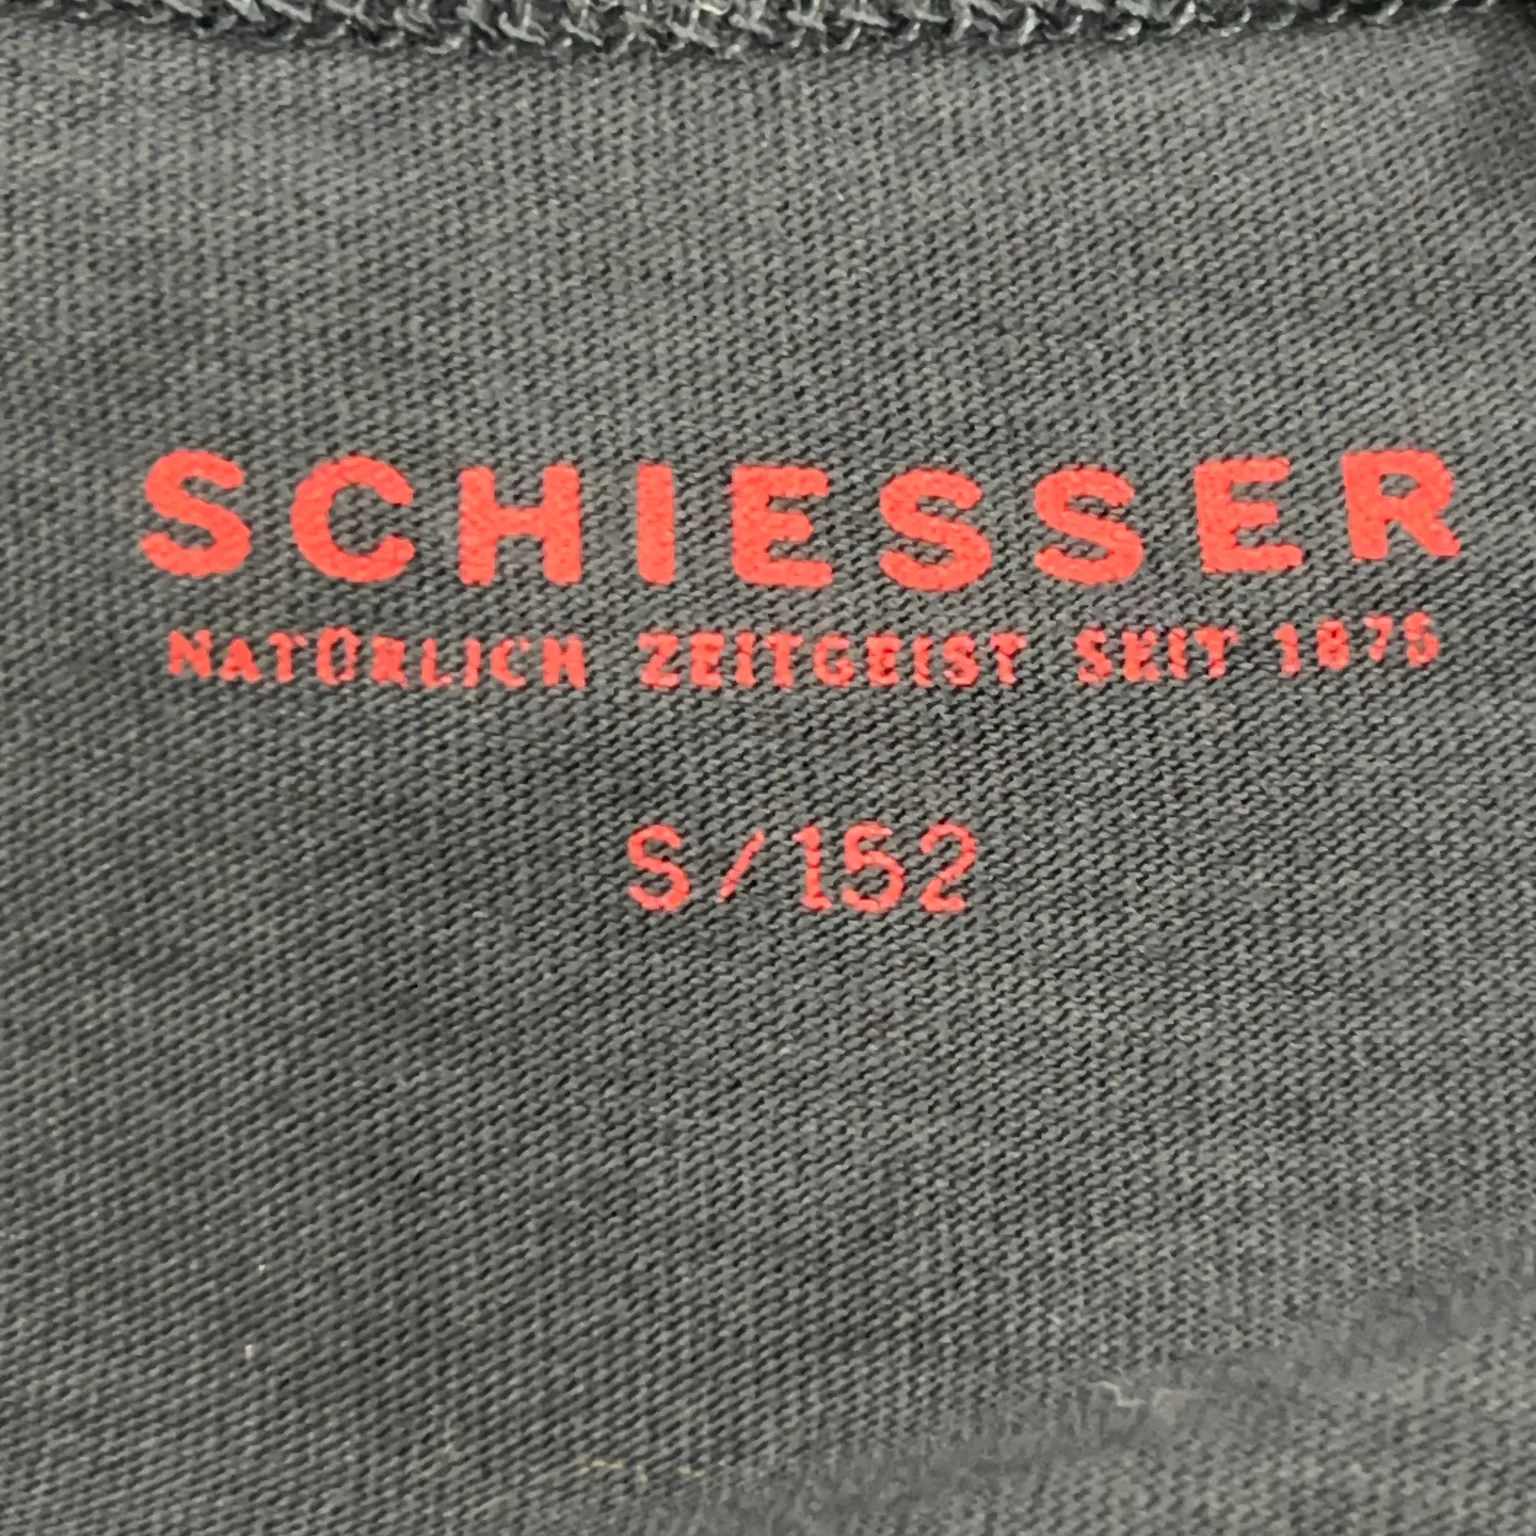 SCHIESSER
NATÜRLICH ZEITGEIST SEIT 1875
S/152